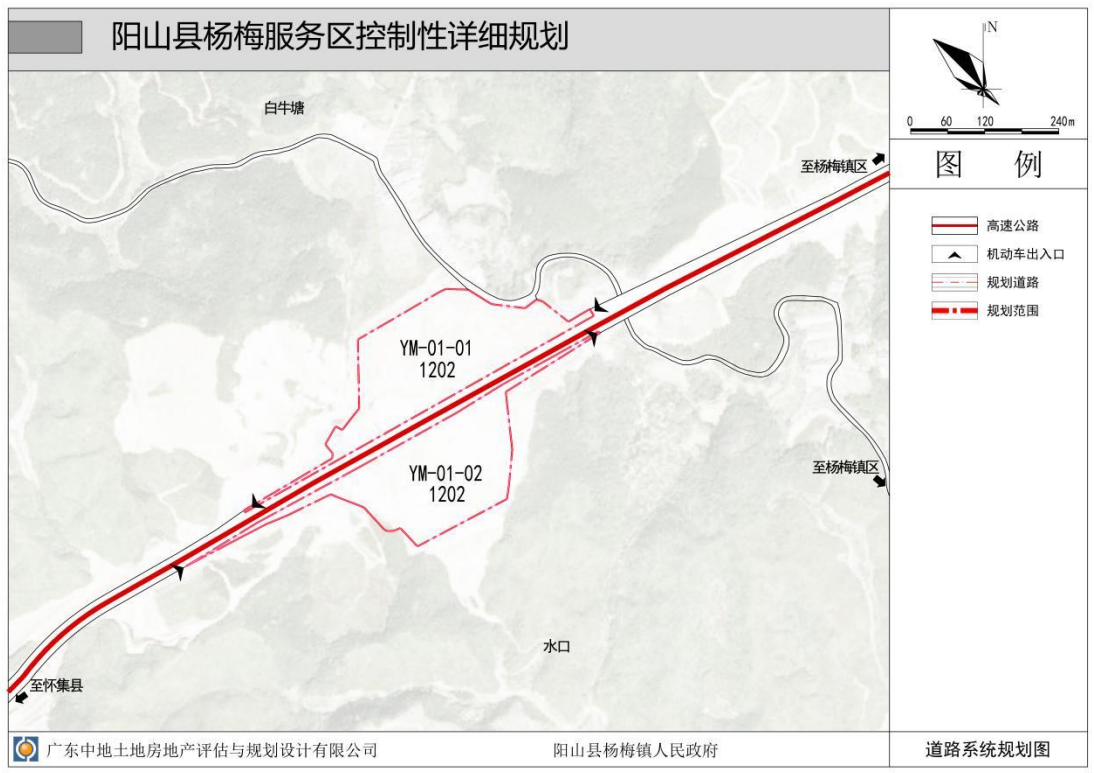 阳山县杨梅服务区控制性详细规划
N
0 60 120 240m
图 例
高速公路
机动车出入口
规划道路
规划范围
白牛塘
至杨梅镇区
YM-01-01
1202
YM-01-02
1202
至杨梅镇区
水口
至怀集县
广东中地土地房地产评估与规划设计有限公司
阳山县杨梅镇人民政府
道路系统规划图